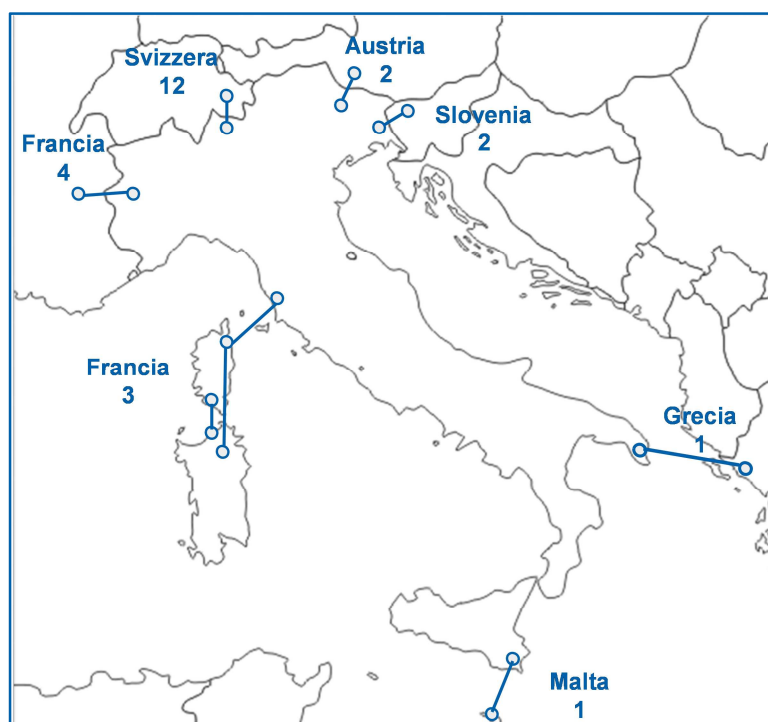 Svizzera
12
Austria
2
Slovenia
2
Francia
4
Francia
3
Grecia
1
Malta
1